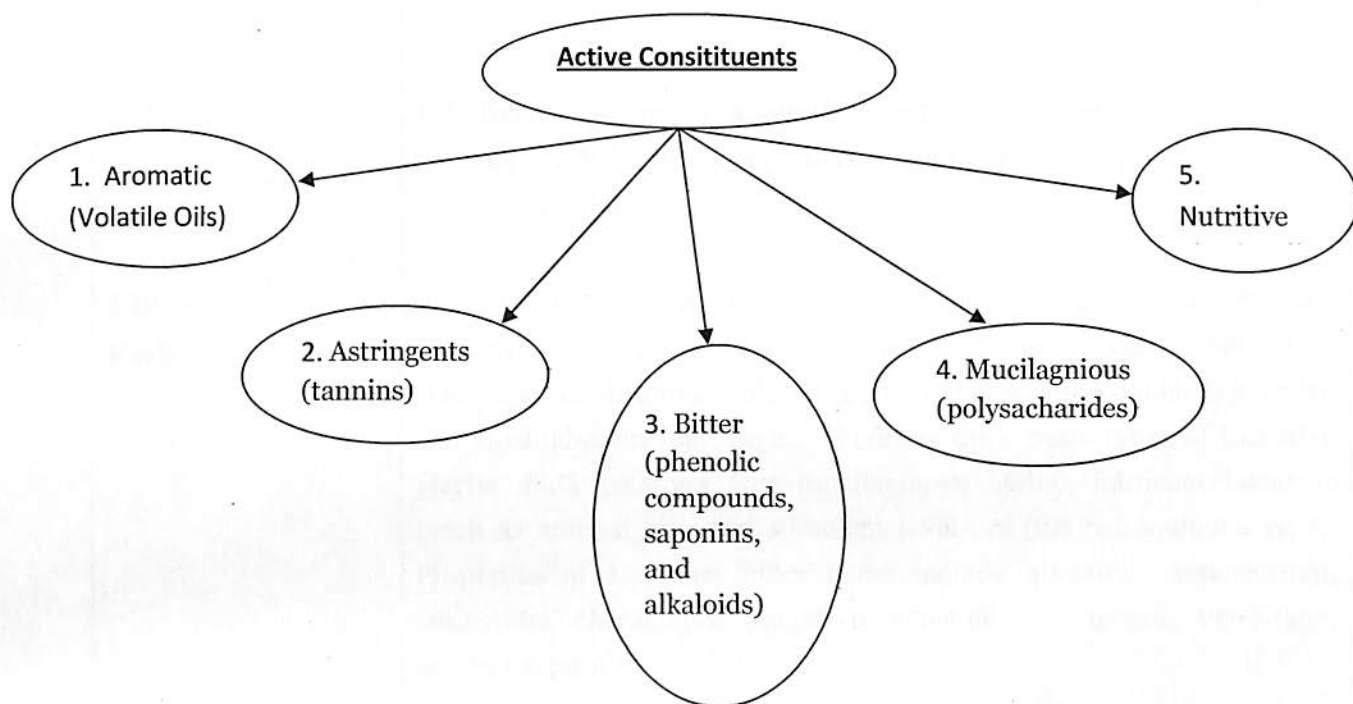 Active Consitituents
1. Aromatic
(Volatile Oils)
2. Astringents
(tannins)
3. Bitter
(phenolic
compounds,
saponins,
and
alkaloids)
4. Mucilagnious
(polysacharides)
5.
Nutritive